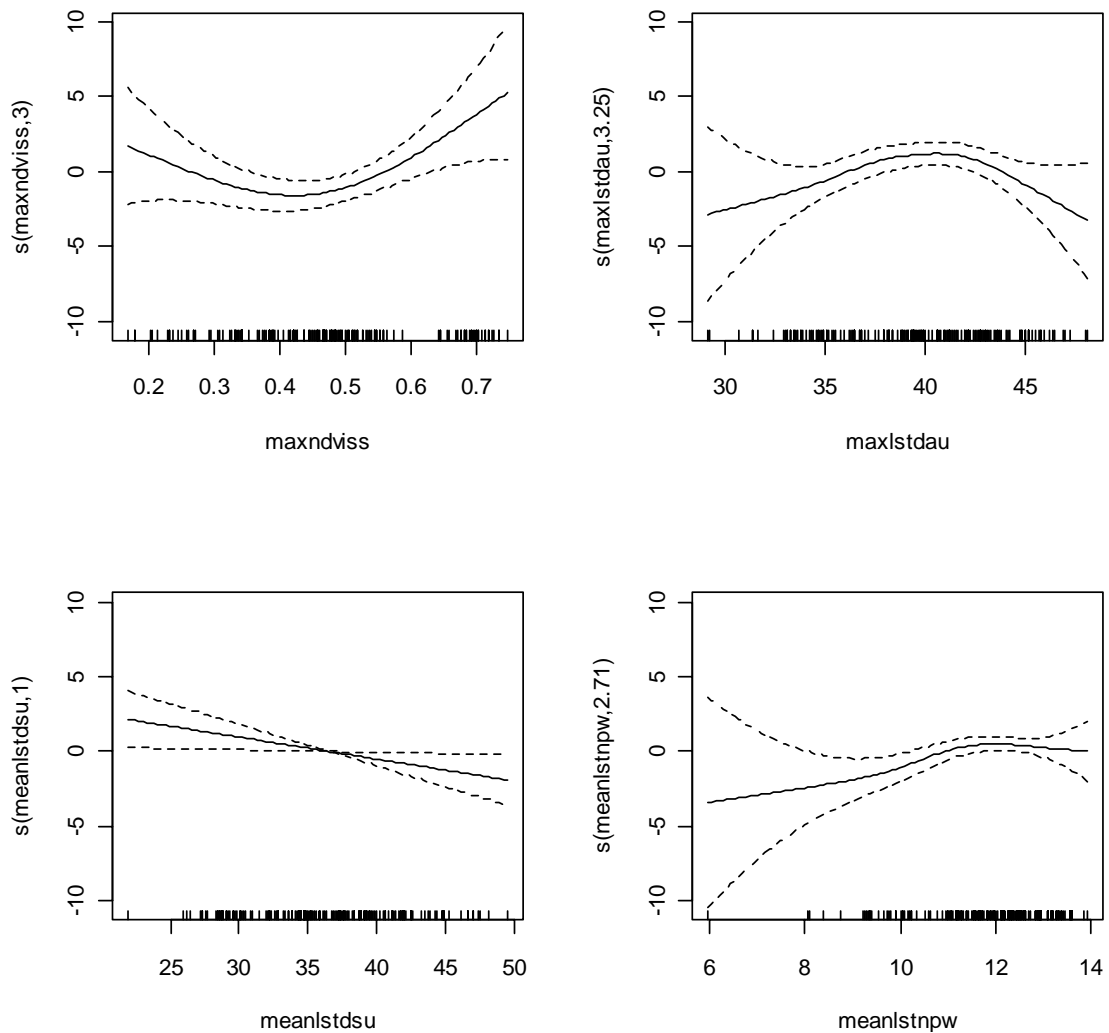 s(maxndviss,3)
10
5
0
-5
-10
0.2 0.3 0.4 0.5 0.6 0.7
maxndviss
s(maxlstdau,3.25)
10
5
0
-5
-10
30 35 40 45
maxlstdau
s(meanlstdsu,1)
10
5
0
-5
-10
25 30 35 40 45 50
meanlstdsu
s(meanlstnpw,2.71)
10
5
0
-5
-10
6 8 10 12 14
meanlstnpw